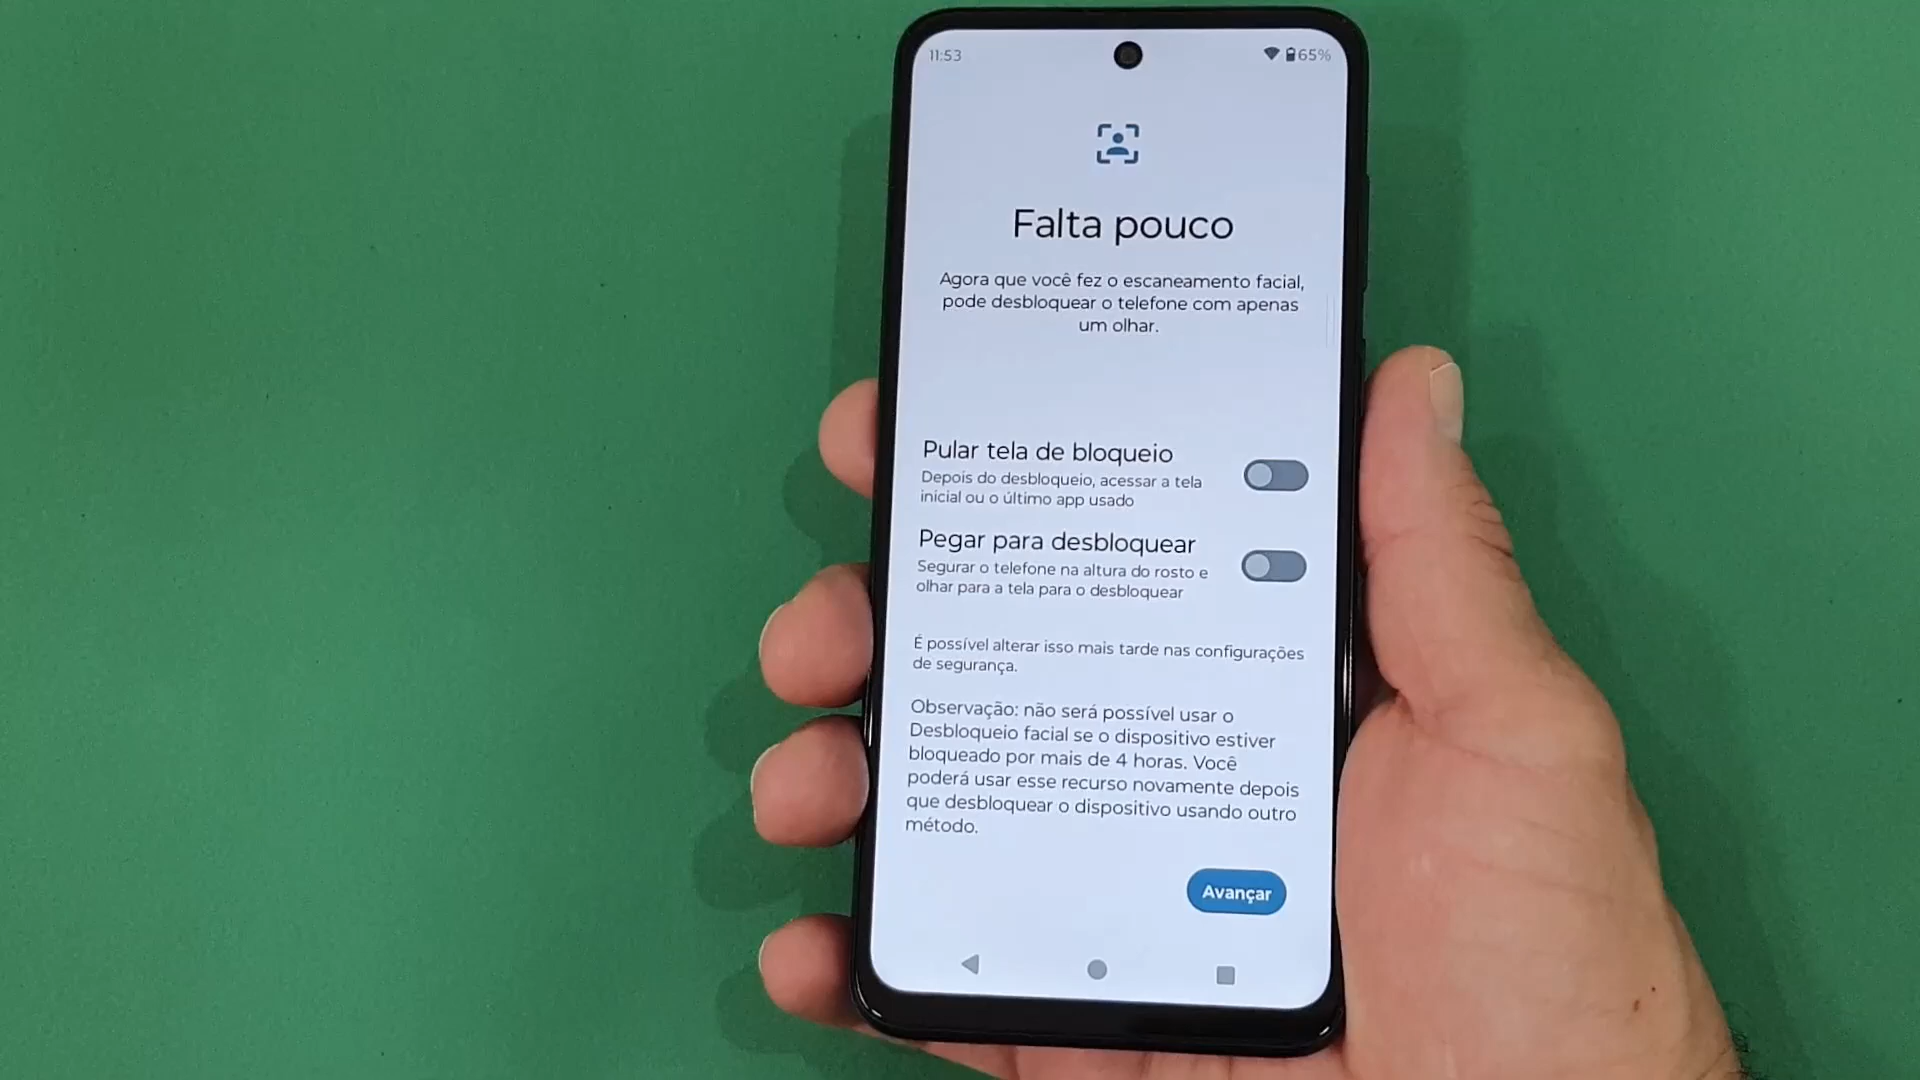 11:53
65%
Falta pouco
Agora que você fez o escaneamento facial,
pode desbloquear o telefone com apenas
um olhar.
Pular tela de bloqueio
Depois do desbloqueio, acessar a tela
inicial ou o último app usado
Pegar para desbloquear
Segurar o telefone na altura do rosto e
olhar para a tela para o desbloquear
É possível alterar isso mais tarde nas configurações
de segurança.
Observação: não será possível usar o
Desbloqueio facial se o dispositivo estiver
bloqueado por mais de 4 horas. Você
poderá usar esse recurso novamente depois
que desbloquear o dispositivo usando outro
método.
Avançar